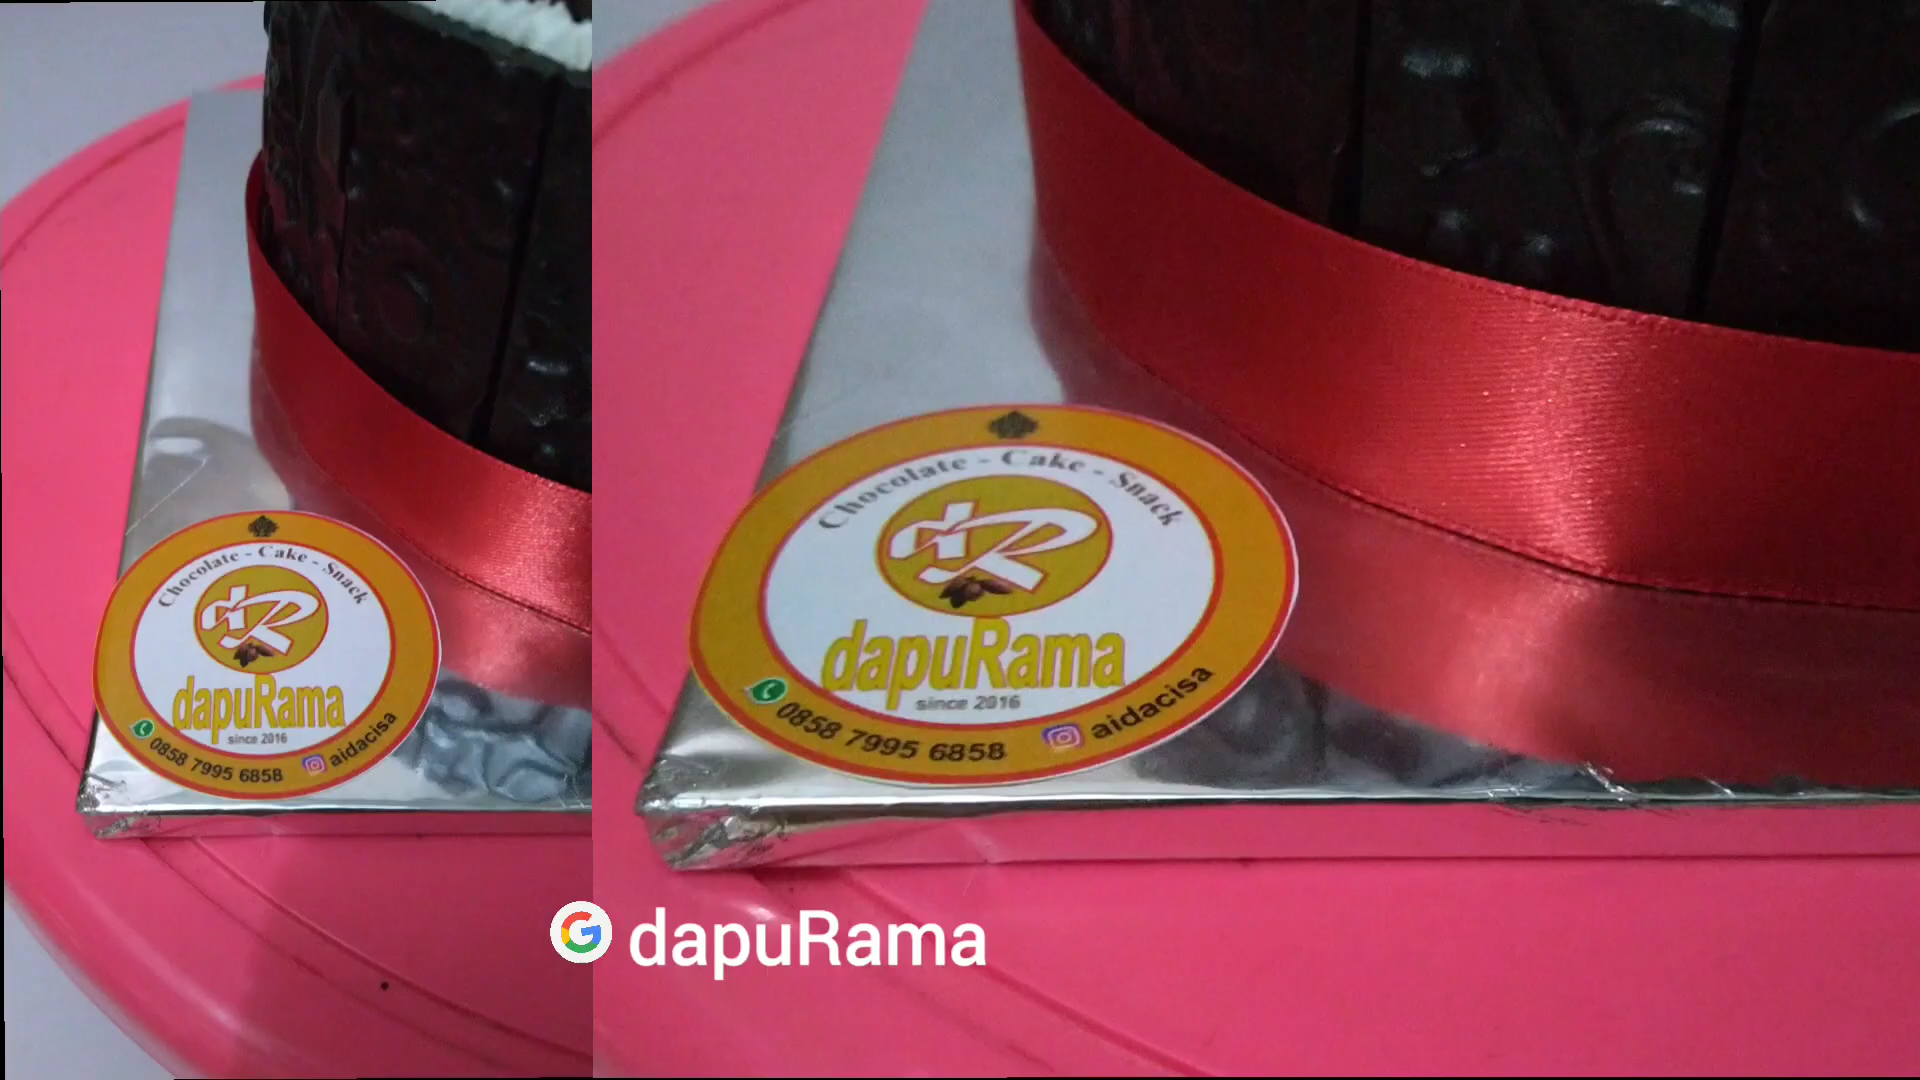 Chocolate - Cake - Snack
dR
dapuRama
since 2016
0858 7995 6858
aidacisa
Chocolate - Cake - Snack
dR
dapuRama
since 2016
0858 7995 6858
aidacisa
G dapuRama